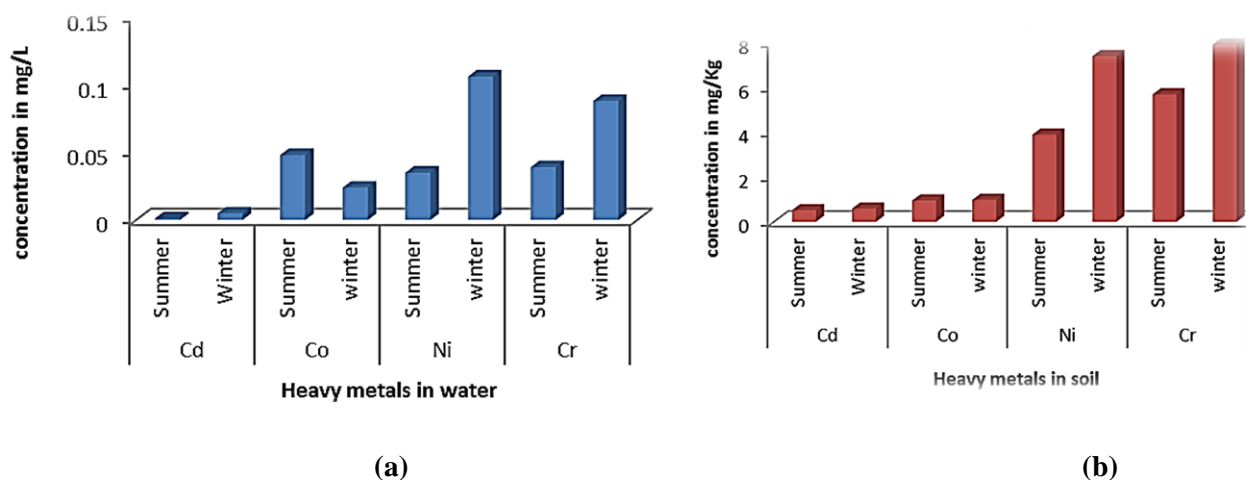 concentration in mg/L
0.15
0.1
0.05
0
Summer
Winter
Summer
winter
Summer
winter
Summer
winter
Cd
Co
Ni
Cr
Heavy metals in water
(a)
concentration in mg/Kg
8
6
4
2
0
Summer
Winter
Summer
winter
Summer
winter
Summer
winter
Cd
Co
Ni
Cr
Heavy metals in soil
(b)